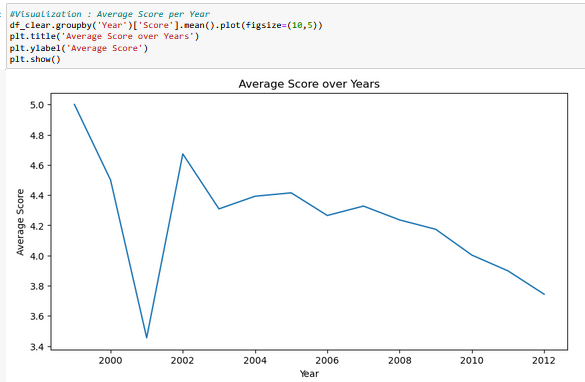 #Visualization : Average Score per Year
df_clear.groupby('Year')['Score'].mean().plot(figsize=(10,5))
plt.title('Average Score over Years')
plt.ylabel('Average Score')
plt.show()
Average Score over Years
5.0
4.8
4.6
4.4
4.2
4.0
3.8
3.6
3.4
Average Score
2000 2002 2004 2006 2008 2010 2012
Year